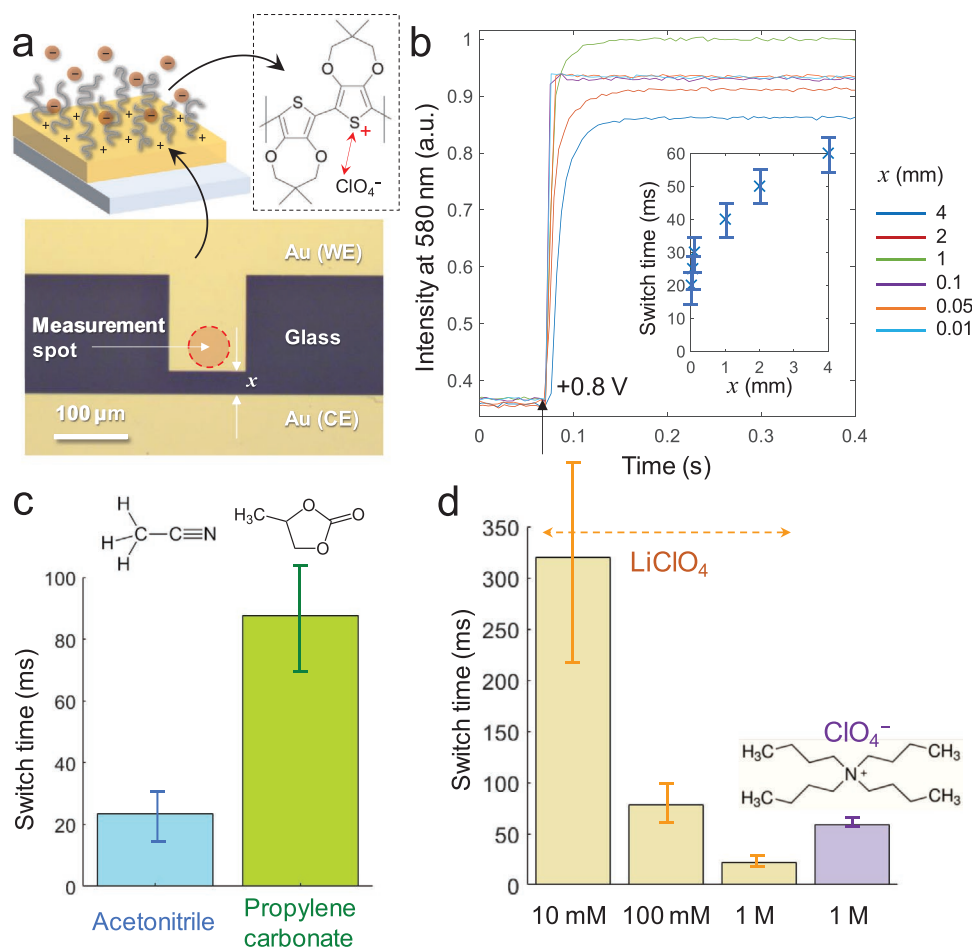 a
O
O
S
S
+
O
O
ClO₄⁻
Au (WE)
Measurement
spot
Glass
x
100 μm
Au (CE)
b
Intensity at 580 nm (a.u.)
1
0.9
0.8
0.7
0.6
0.5
0.4
0
0.1
0.2
0.3
0.4
Time (s)
+0.8 V
Switch time (ms)
60
50
40
30
20
10
0
0
1
2
3
4
x (mm)
x (mm)
4
2
1
0.1
0.05
0.01
c
H
H
H
C
C≡N
H₃C
O
O
O
Switch time (ms)
100
80
60
40
20
0
Acetonitrile
Propylene
carbonate
d
Switch time (ms)
350
300
250
200
150
100
50
0
LiClO₄
ClO₄⁻
H₃C
CH₃
N⁺
H₃C
CH₃
10 mM
100 mM
1 M
1 M